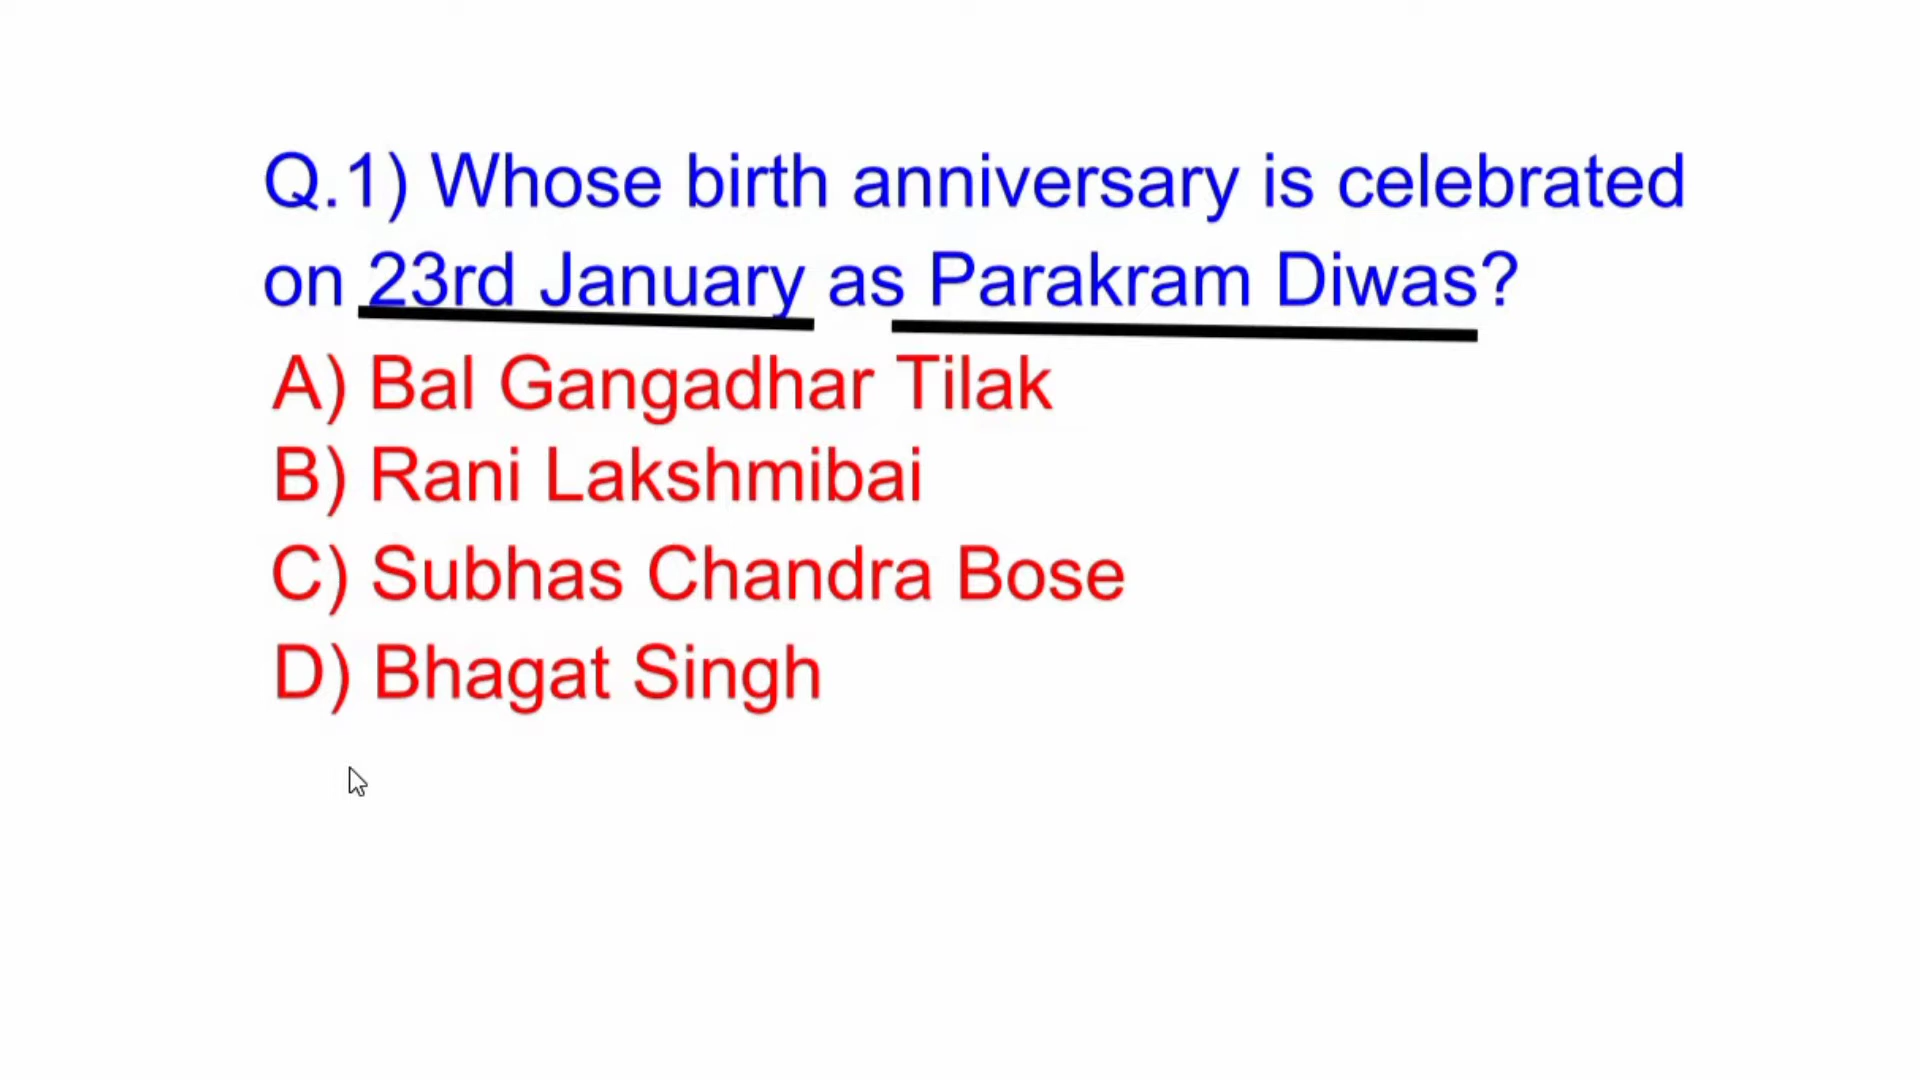 Q.1) Whose birth anniversary is celebrated
on 23rd January as Parakram Diwas?
A) Bal Gangadhar Tilak
B) Rani Lakshmibai
C) Subhas Chandra Bose
D) Bhagat Singh